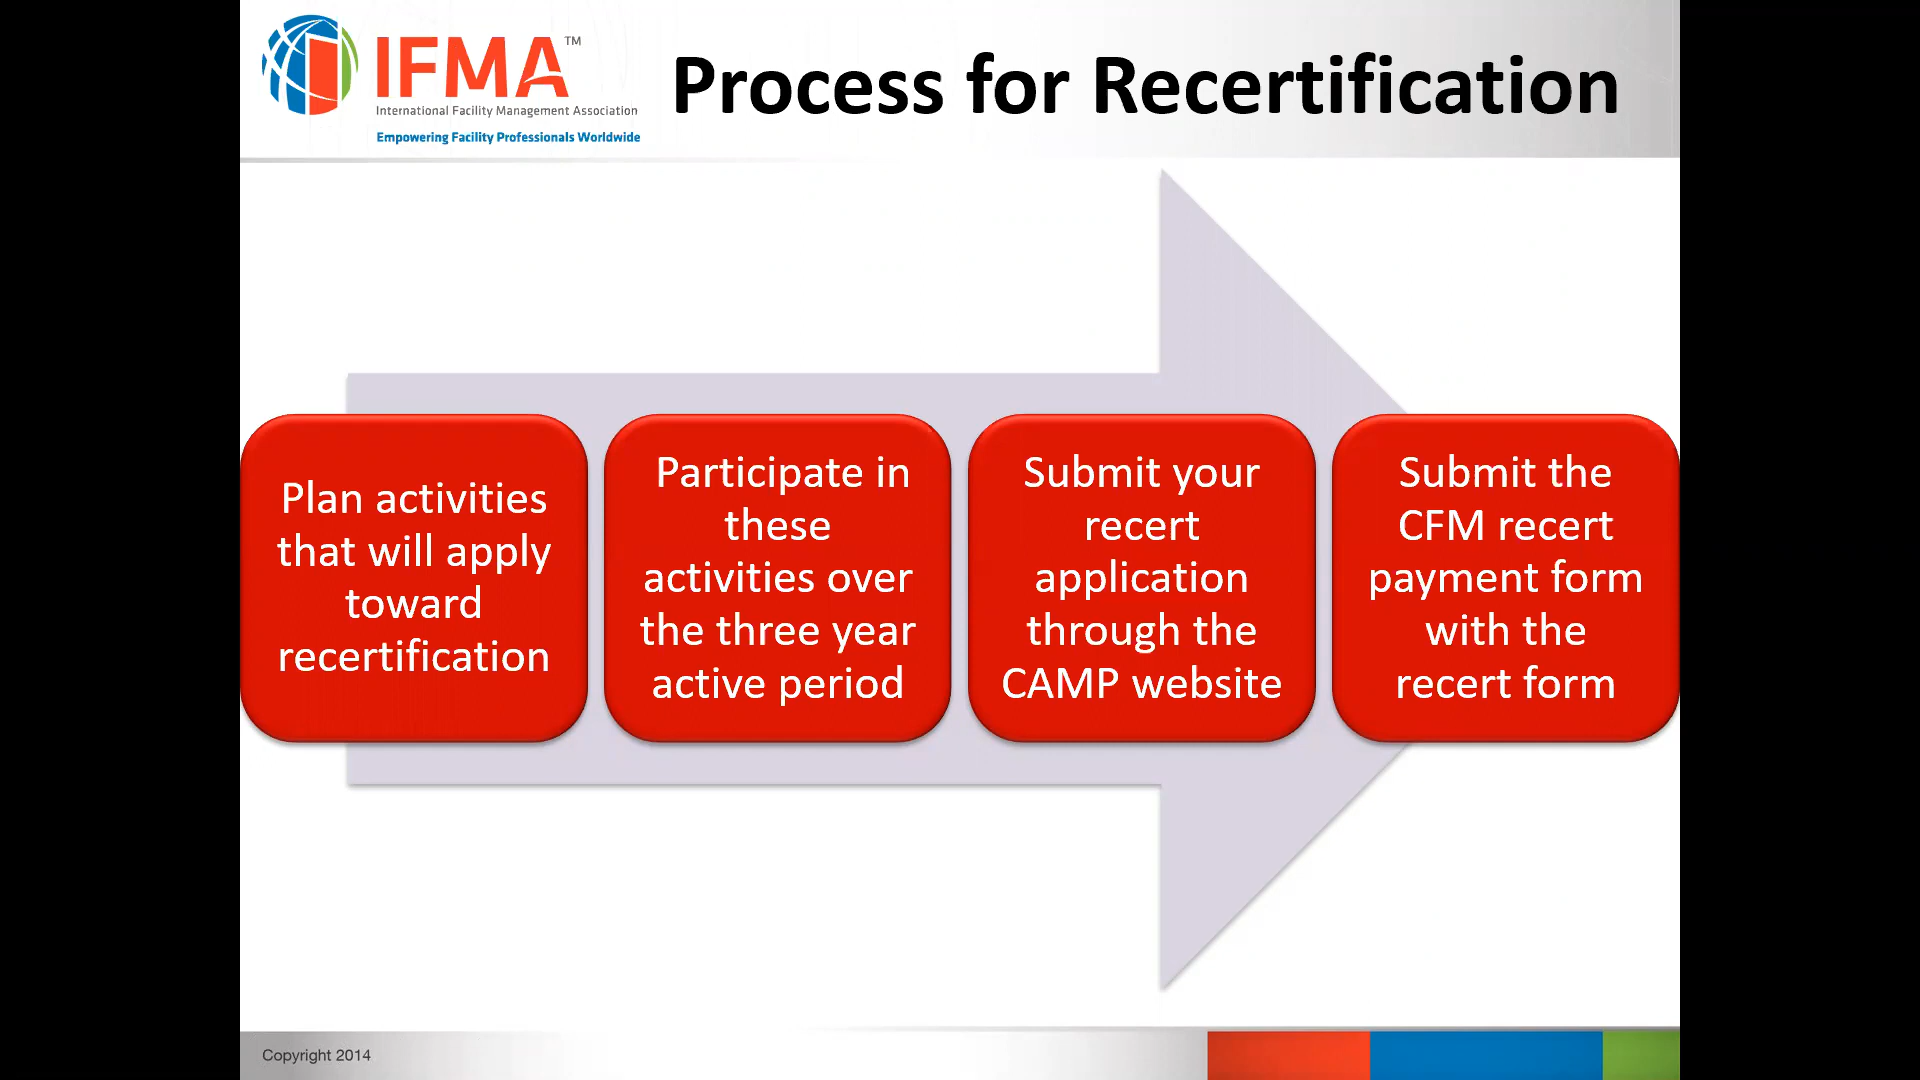 IFMA™
International Facility Management Association
Empowering Facility Professionals Worldwide
Process for Recertification
Plan activities
that will apply
toward
recertification
Participate in
these
activities over
the three year
active period
Submit your
recert
application
through the
CAMP website
Submit the
CFM recert
payment form
with the
recert form
Copyright 2014